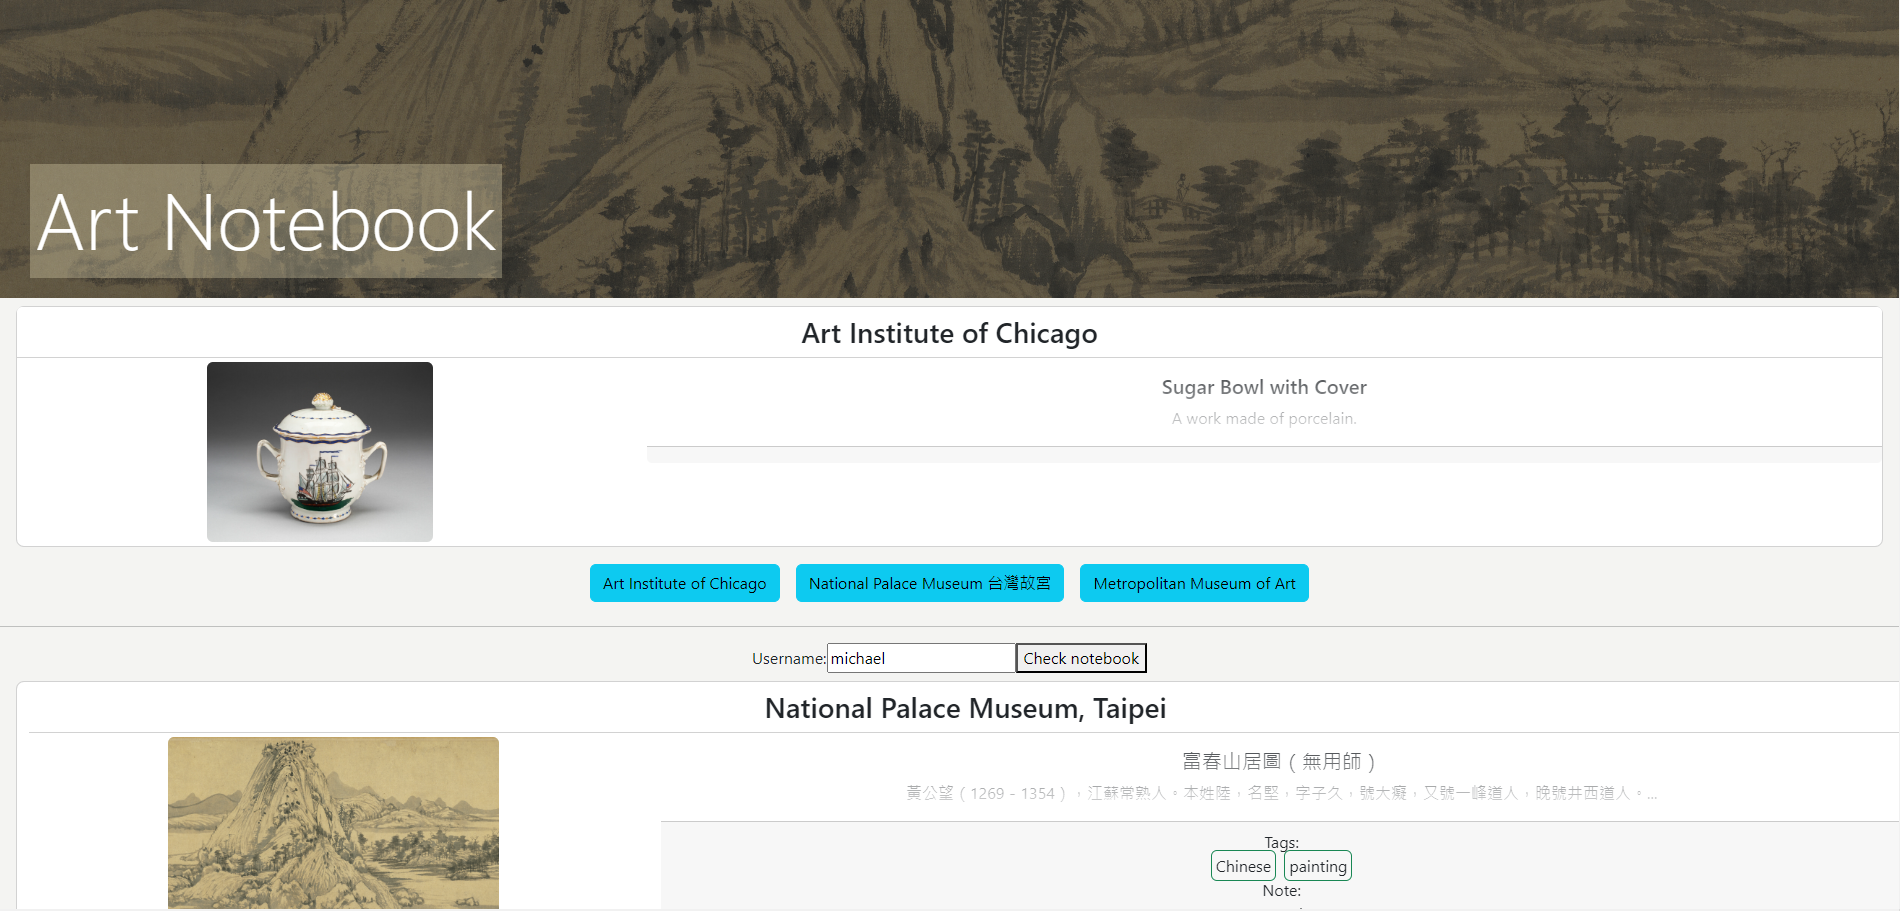 Art Notebook
Art Institute of Chicago
Sugar Bowl with Cover
A work made of porcelain.
Art Institute of Chicago
National Palace Museum 台灣故宮
Metropolitan Museum of Art
Username: michael Check notebook
National Palace Museum, Taipei
富春山居圖（無用師）
黃公望（1269－1354），江蘇常熟人。本姓陸，名堅，字子久，號大癡，又號一峰道人，晚號井西道人。...
Tags:
Chinese painting
Note: